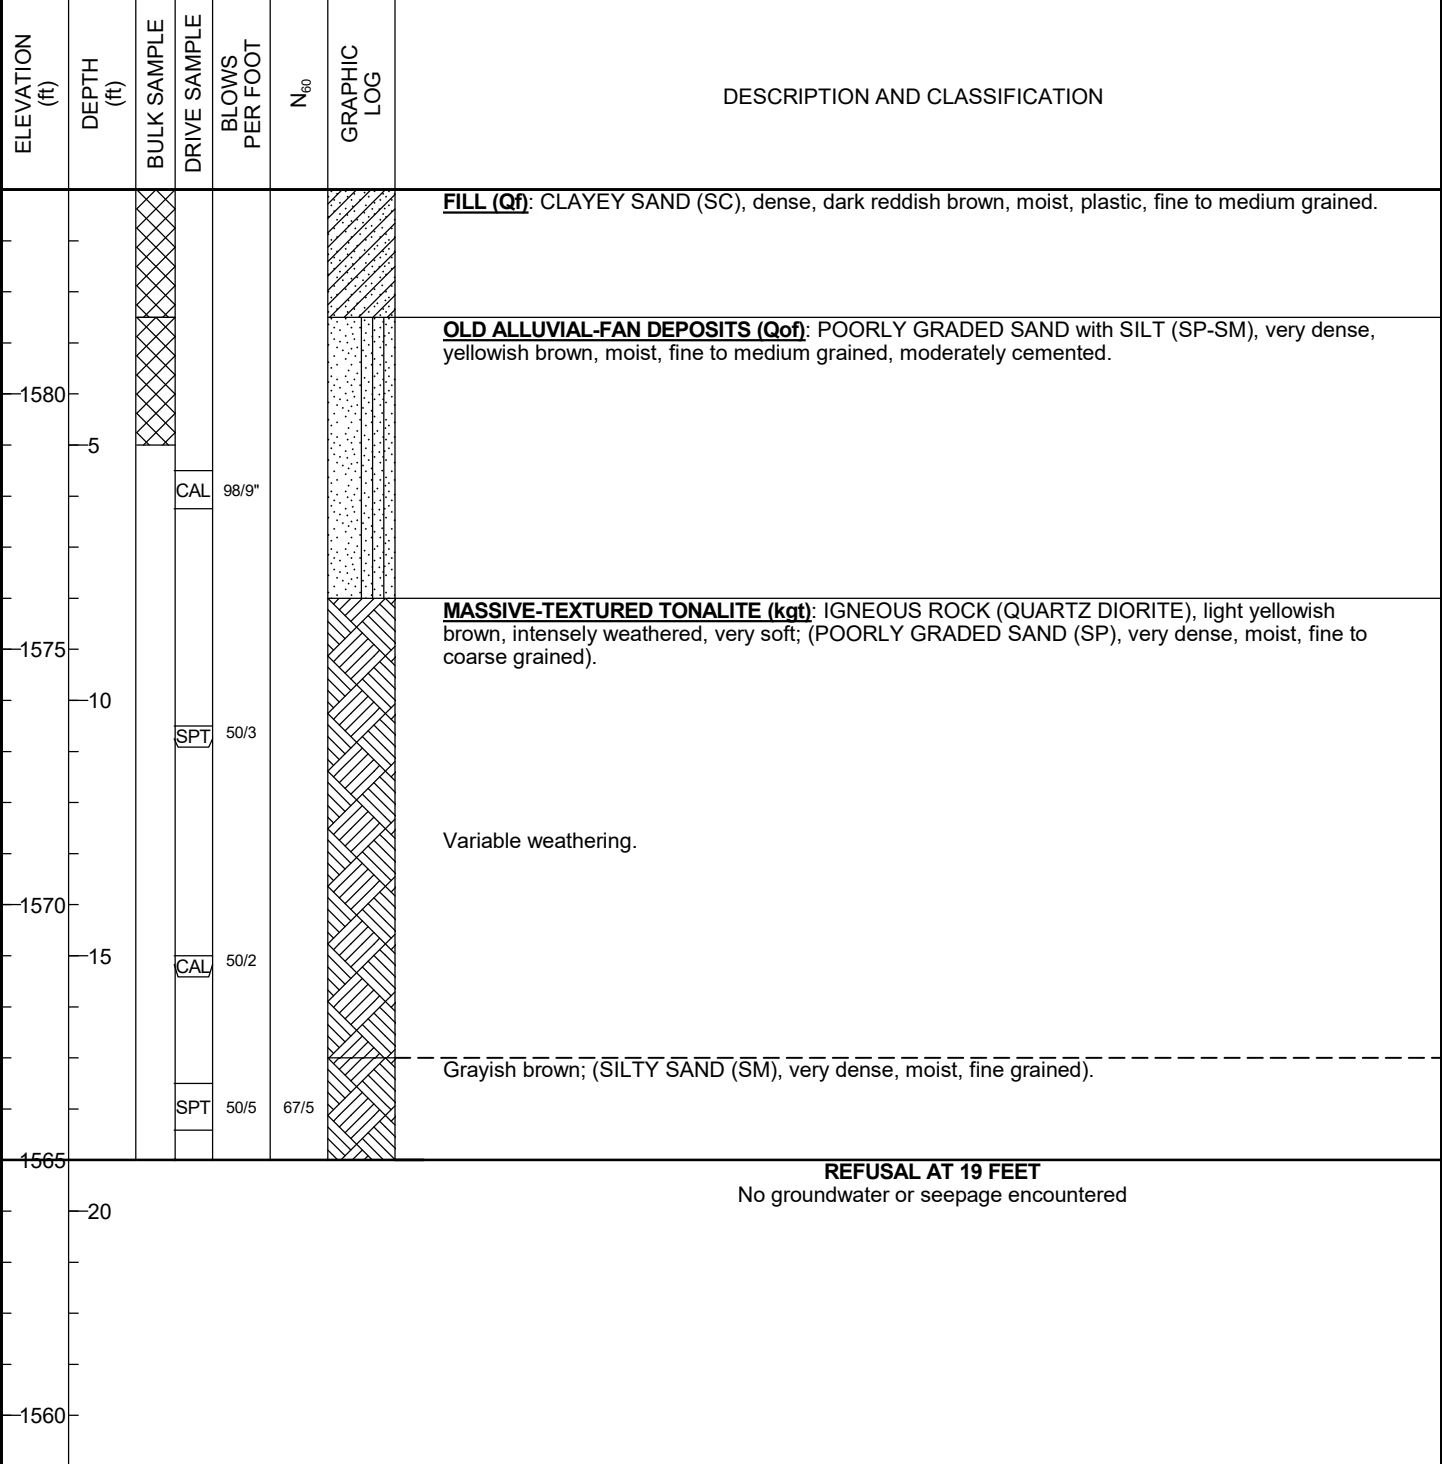 ELEVATION
(ft)
DEPTH
(ft)
BULK SAMPLE
DRIVE SAMPLE
BLOWS
PER FOOT
N60
GRAPHIC
LOG
DESCRIPTION AND CLASSIFICATION
FILL (Qf): CLAYEY SAND (SC), dense, dark reddish brown, moist, plastic, fine to medium grained.
OLD ALLUVIAL-FAN DEPOSITS (Qof): POORLY GRADED SAND with SILT (SP-SM), very dense,
yellowish brown, moist, fine to medium grained, moderately cemented.
1580
5
CAL 98/9"
MASSIVE-TEXTURED TONALITE (kgt): IGNEOUS ROCK (QUARTZ DIORITE), light yellowish
brown, intensely weathered, very soft; (POORLY GRADED SAND (SP), very dense, moist, fine to
coarse grained).
1575
10
SPT 50/3
Variable weathering.
1570
15
CAL 50/2
Grayish brown; (SILTY SAND (SM), very dense, moist, fine grained).
SPT 50/5 67/5
1565
REFUSAL AT 19 FEET
No groundwater or seepage encountered
20
1560